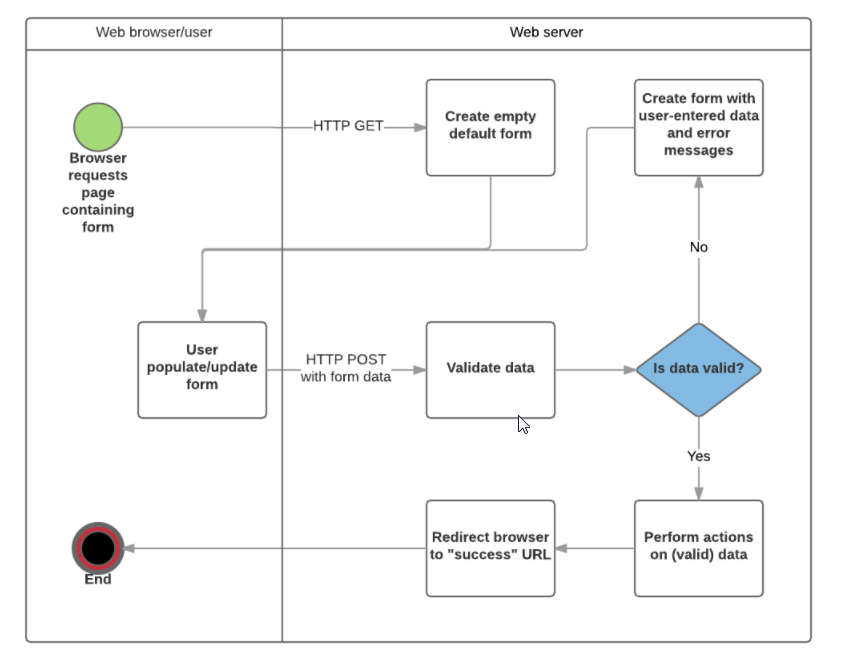 Web browser/user
Web server
Browser
requests
page
containing
form
HTTP GET
Create empty
default form
Create form with
user-entered data
and error
messages
No
User
populate/update
form
HTTP POST
with form data
Validate data
Is data valid?
Yes
End
Redirect browser
to "success" URL
Perform actions
on (valid) data